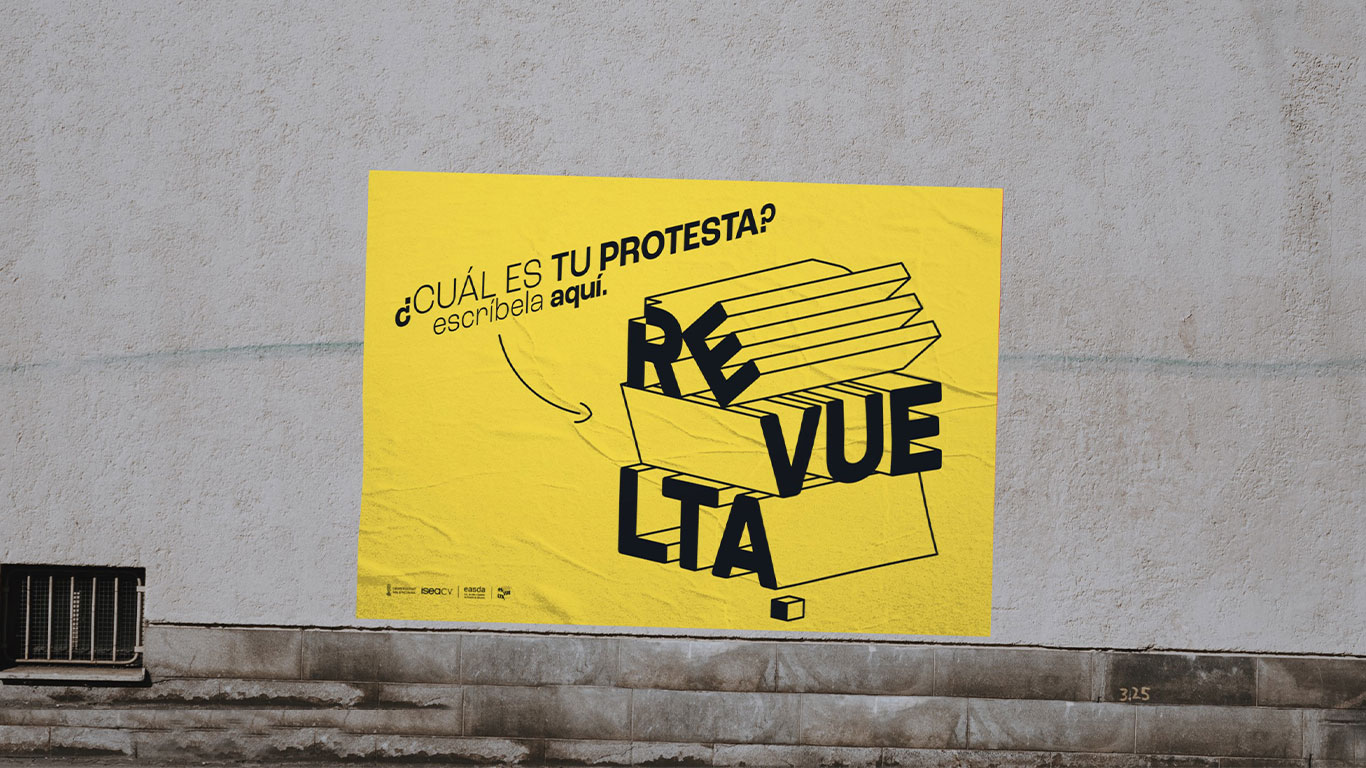 ¿CUÁL ES TU PROTESTA?
escríbela aquí.
RE
VUE
LTA
iseacv
easda
3,25